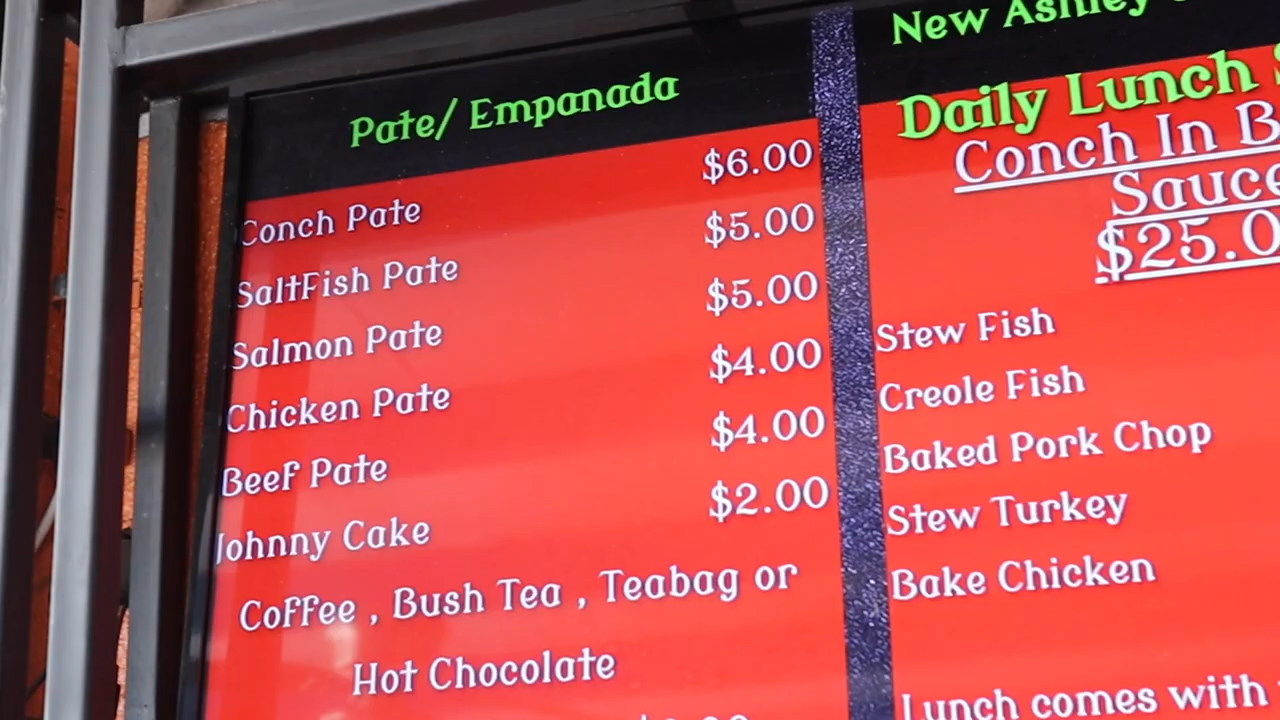 Pate/ Empanada
Conch Pate $6.00
SaltFish Pate $5.00
Salmon Pate $5.00
Chicken Pate $4.00
Beef Pate $4.00
Johnny Cake $2.00
Coffee , Bush Tea , Teabag or
Hot Chocolate
New Ashley
Daily Lunch
Conch In
Sauce
$25.0
Stew Fish
Creole Fish
Baked Pork Chop
Stew Turkey
Bake Chicken
Lunch comes with